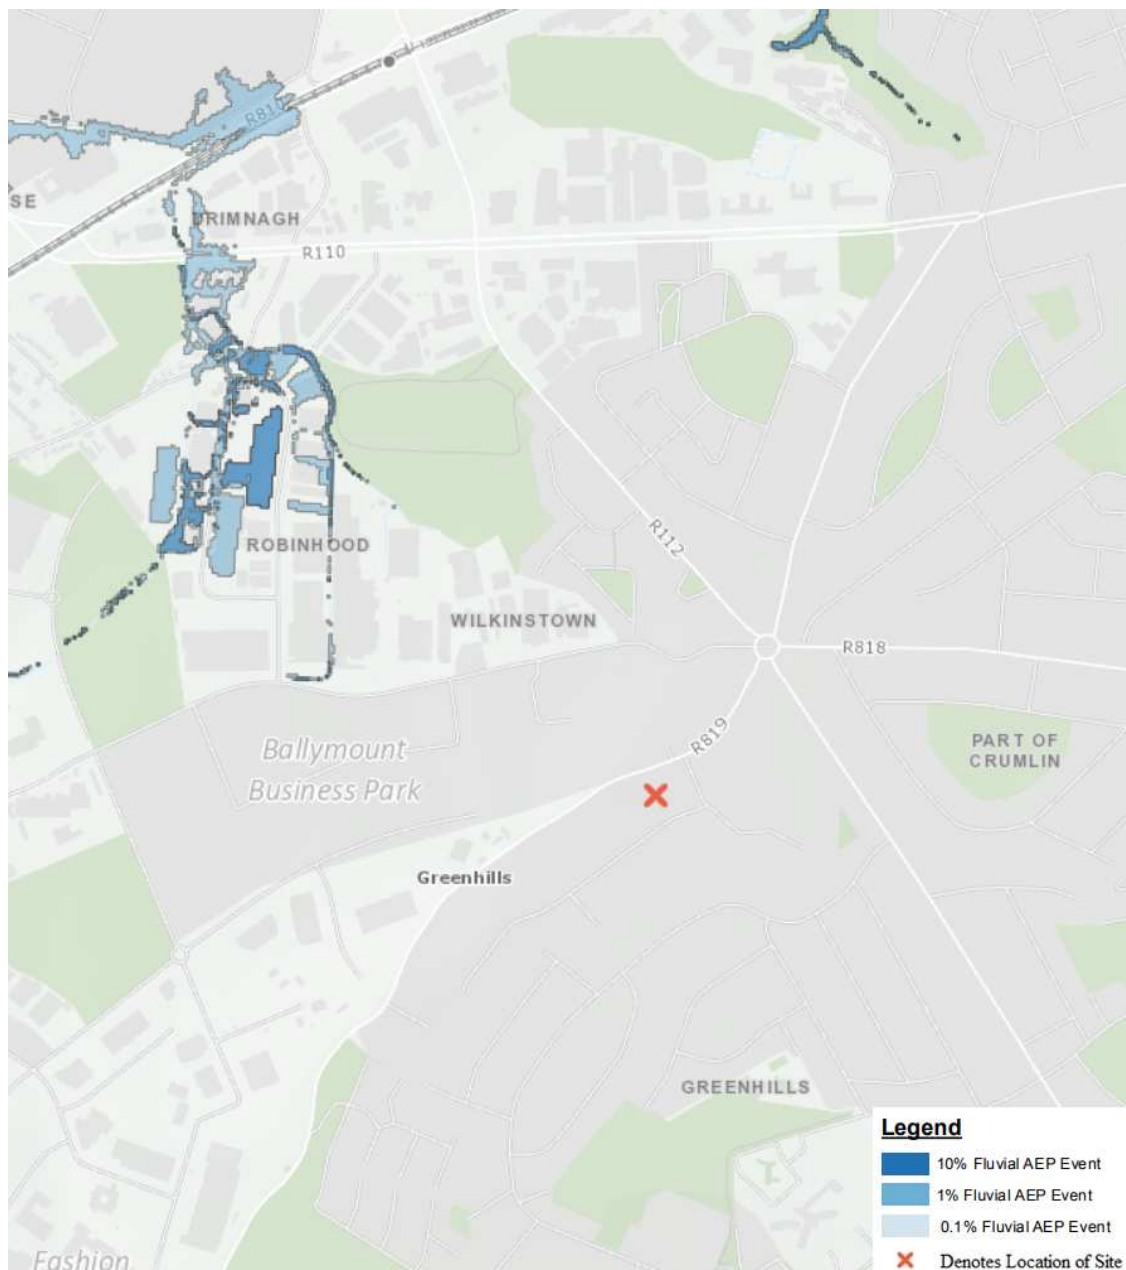 R81
SE
DRIMNAGH
R110
ROBINHOOD
R112
WILKINSTOWN
R818
R819
PART OF
CRUMLIN
Ballymount
Business Park
Greenhills
GREENHILLS
Fashion
Legend
10% Fluvial AEP Event
1% Fluvial AEP Event
0.1% Fluvial AEP Event
Denotes Location of Site